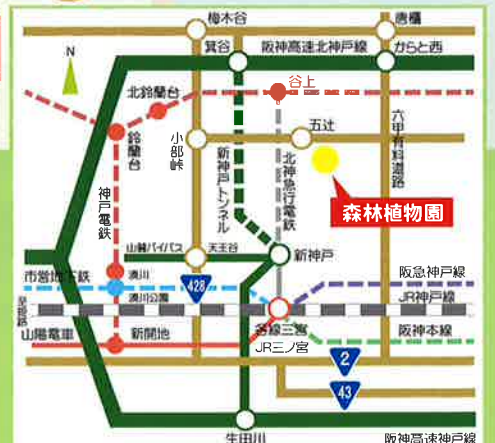 梅木谷
唐櫃
箕谷
阪神高速北神戸線
からと西
N
谷上
北鈴蘭台
五辻
鈴蘭台
小部峠
六甲有料道路
新神戸トンネル
北神急行電鉄
森林植物園
神戸電鉄
山麓バイパス
天王谷
新神戸
市営地下鉄
湊川
428
阪急神戸線
湊川公園
JR神戸線
至姫路
山陽電車
新開地
各線三宮
JR三ノ宮
阪神本線
2
43
生田川
阪神高速神戸線